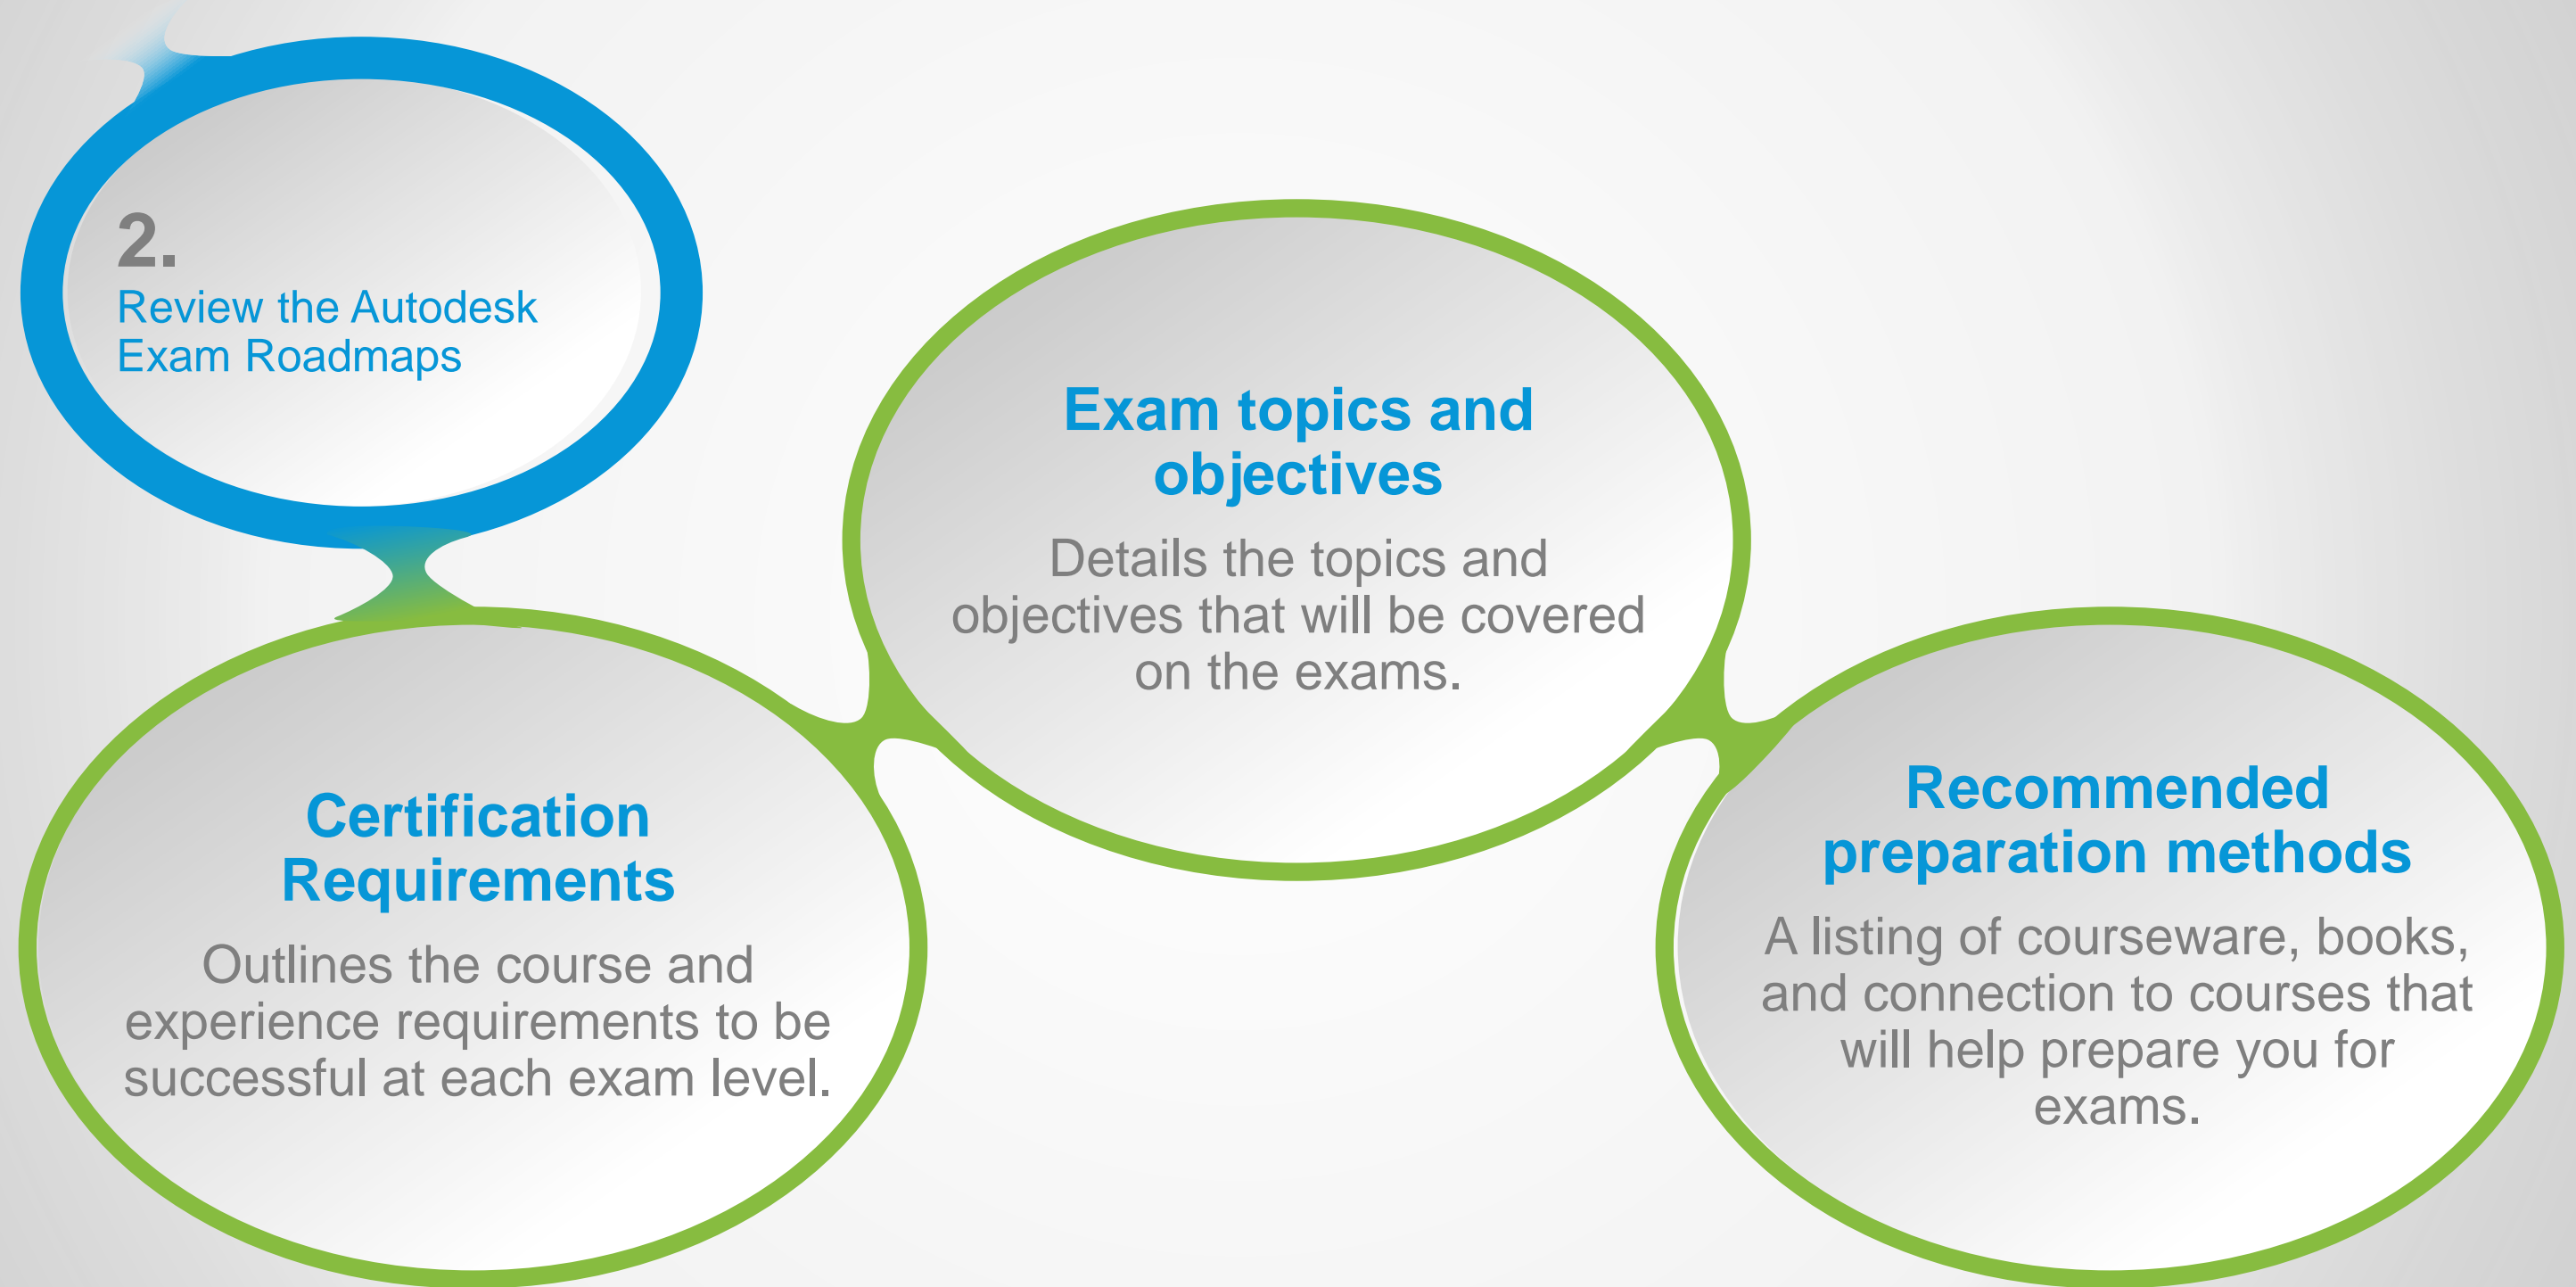 2.
Review the Autodesk
Exam Roadmaps
Certification
Requirements
Outlines the course and
experience requirements to be
successful at each exam level.
Exam topics and
objectives
Details the topics and
objectives that will be covered
on the exams.
Recommended
preparation methods
A listing of courseware, books,
and connection to courses that
will help prepare you for
exams.